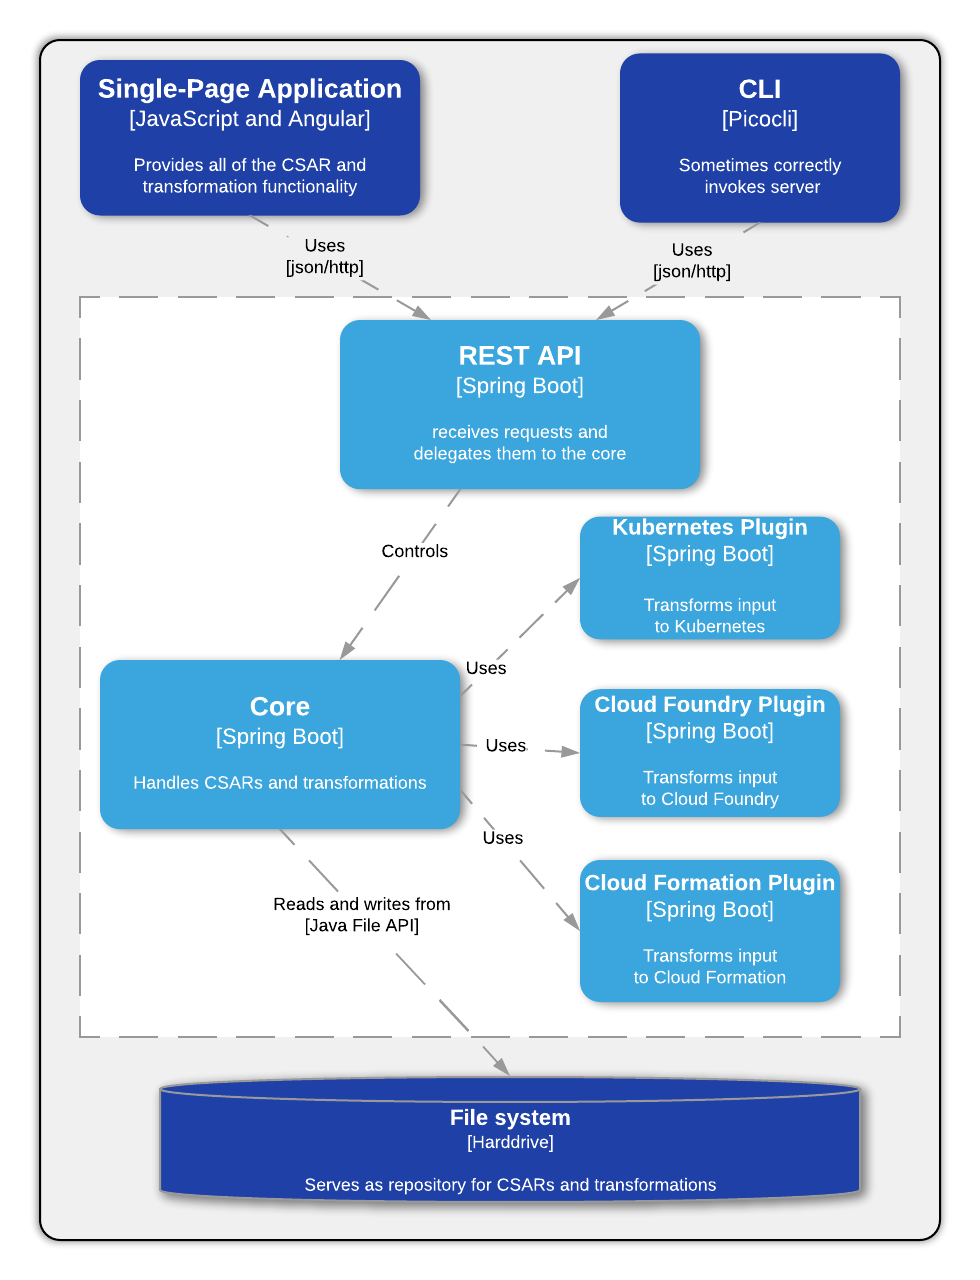 Single-Page Application
[JavaScript and Angular]
Provides all of the CSAR and
transformation functionality
CLI
[Picocli]
Sometimes correctly
invokes server
Uses
[json/http]
Uses
[json/http]
REST API
[Spring Boot]
receives requests and
delegates them to the core
Controls
Kubernetes Plugin
[Spring Boot]
Transforms input
to Kubernetes
Uses
Core
[Spring Boot]
Handles CSARs and transformations
Uses
Cloud Foundry Plugin
[Spring Boot]
Transforms input
to Cloud Foundry
Uses
Cloud Formation Plugin
[Spring Boot]
Transforms input
to Cloud Formation
Reads and writes from
[Java File API]
File system
[Harddrive]
Serves as repository for CSARs and transformations